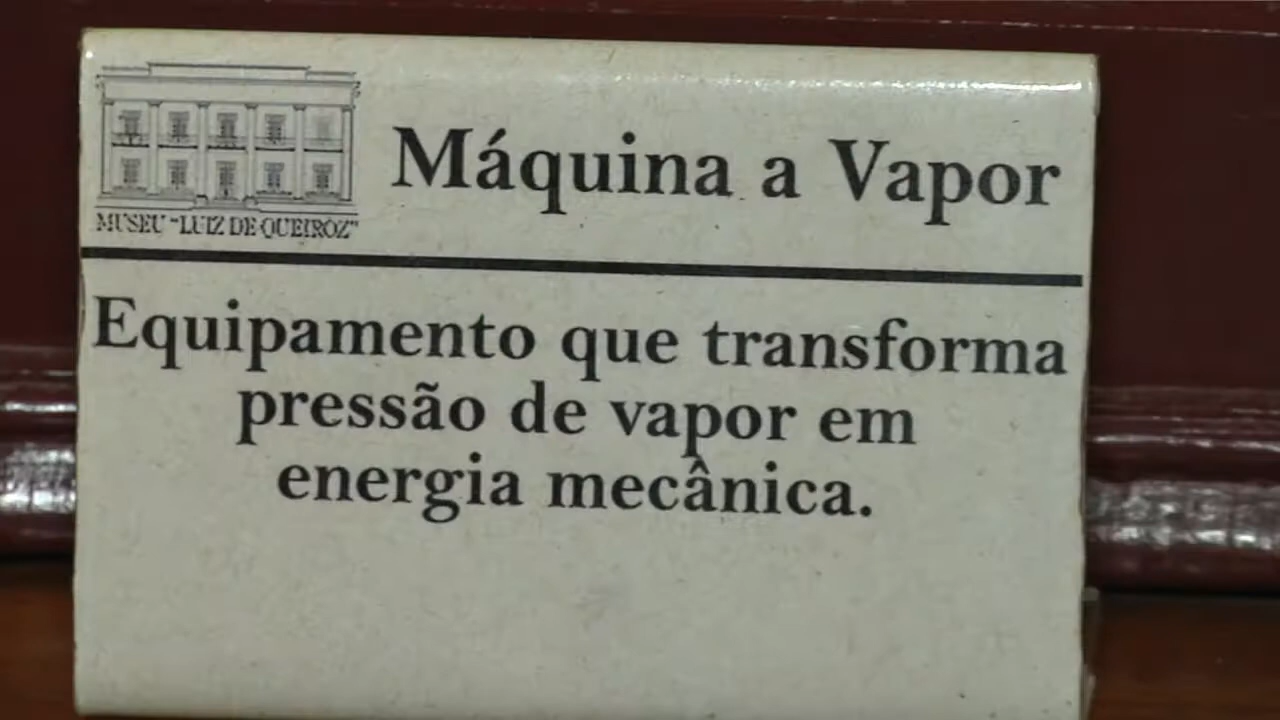 Máquina a Vapor
MUSEU "LUIZ DE QUEIROZ"
Equipamento que transforma
pressão de vapor em
energia mecânica.